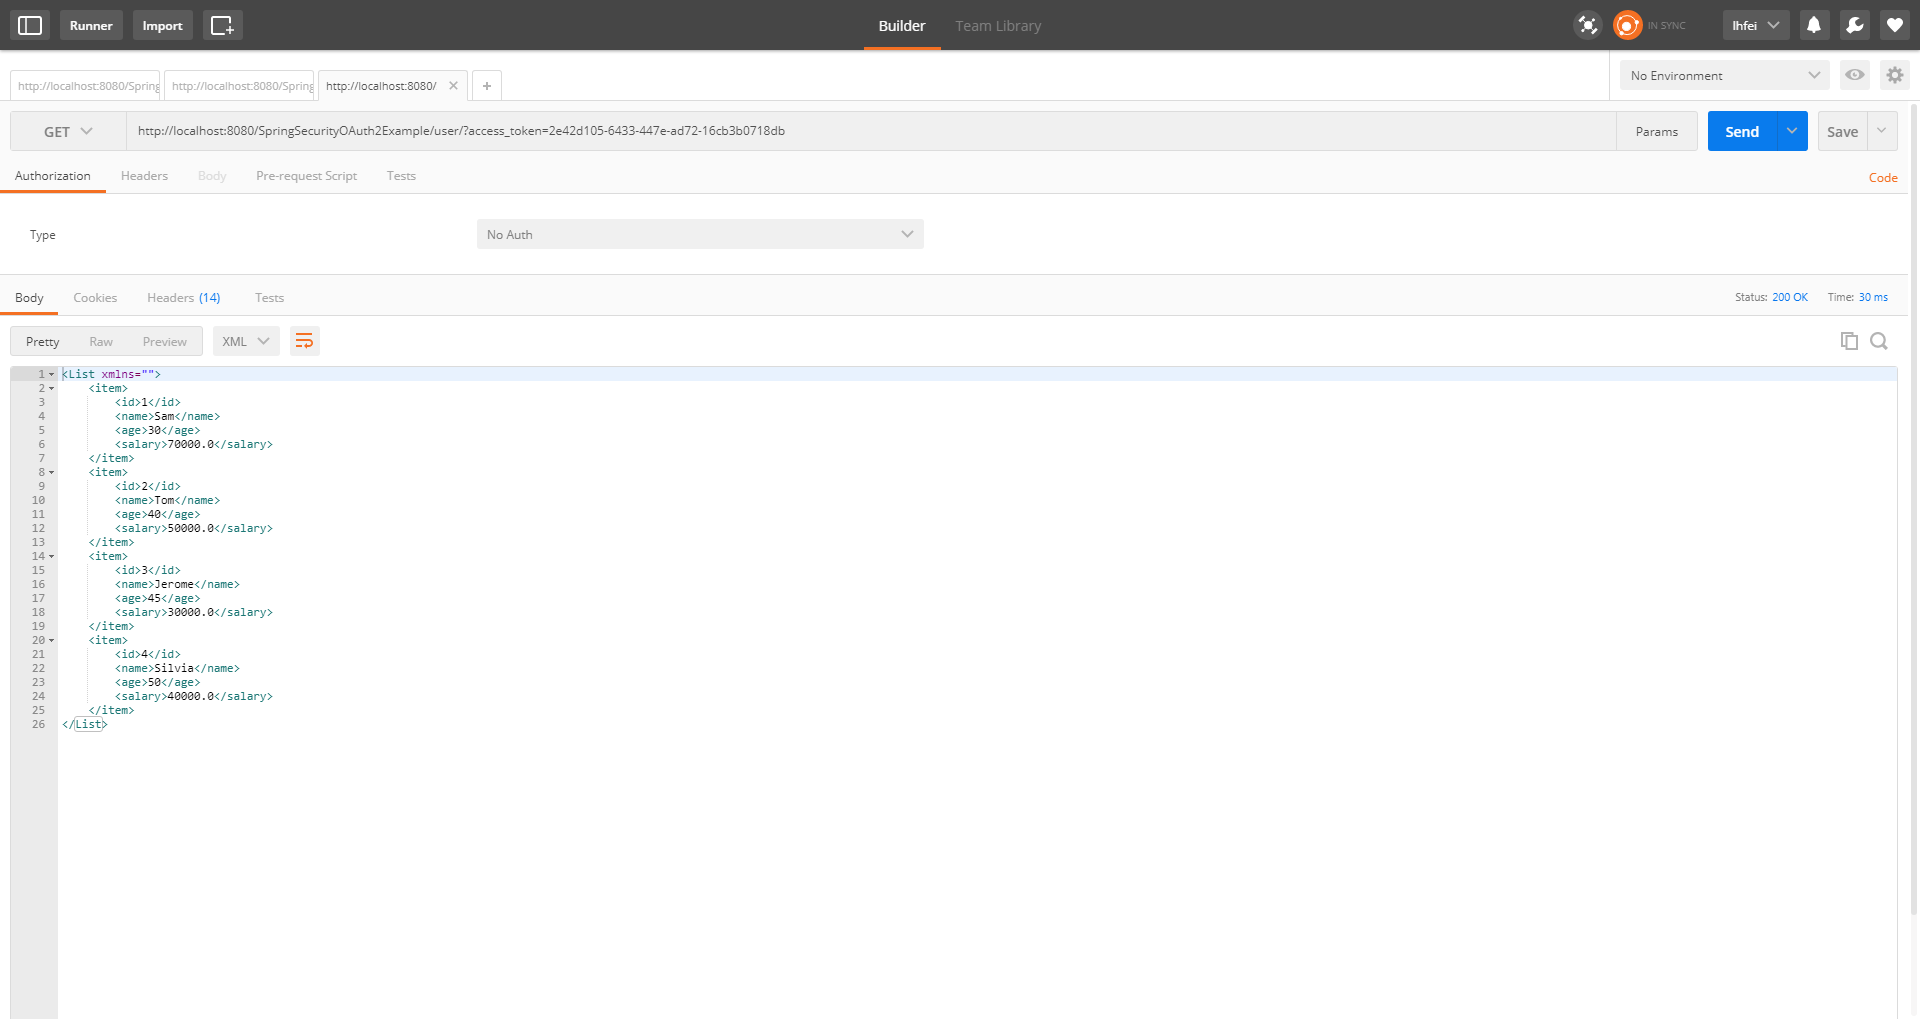 Runner Import Builder Team Library IN SYNC lhfei
http://localhost:8080/Spring http://localhost:8080/Spring http://localhost:8080/ No Environment
GET http://localhost:8080/SpringSecurityOAuth2Example/user/?access_token=2e42d105-6433-447e-ad72-16cb3b0718db Params Send Save
Authorization Headers Body Pre-request Script Tests Code
Type No Auth
Body Cookies Headers (14) Tests Status: 200 OK Time: 30 ms
Pretty Raw Preview XML
1 <List xmlns="">
2 <item>
3 <id>1</id>
4 <name>Sam</name>
5 <age>30</age>
6 <salary>70000.0</salary>
7 </item>
8 <item>
9 <id>2</id>
10 <name>Tom</name>
11 <age>40</age>
12 <salary>50000.0</salary>
13 </item>
14 <item>
15 <id>3</id>
16 <name>Jerome</name>
17 <age>45</age>
18 <salary>30000.0</salary>
19 </item>
20 <item>
21 <id>4</id>
22 <name>Silvia</name>
23 <age>50</age>
24 <salary>40000.0</salary>
25 </item>
26 </List>